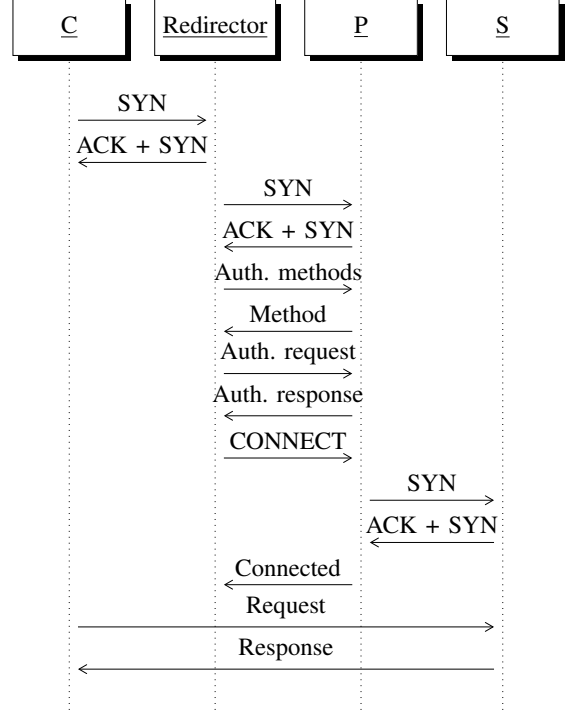 C Redirector P S
SYN
ACK + SYN
SYN
ACK + SYN
Auth. methods
Method
Auth. request
Auth. response
CONNECT
SYN
ACK + SYN
Connected
Request
Response